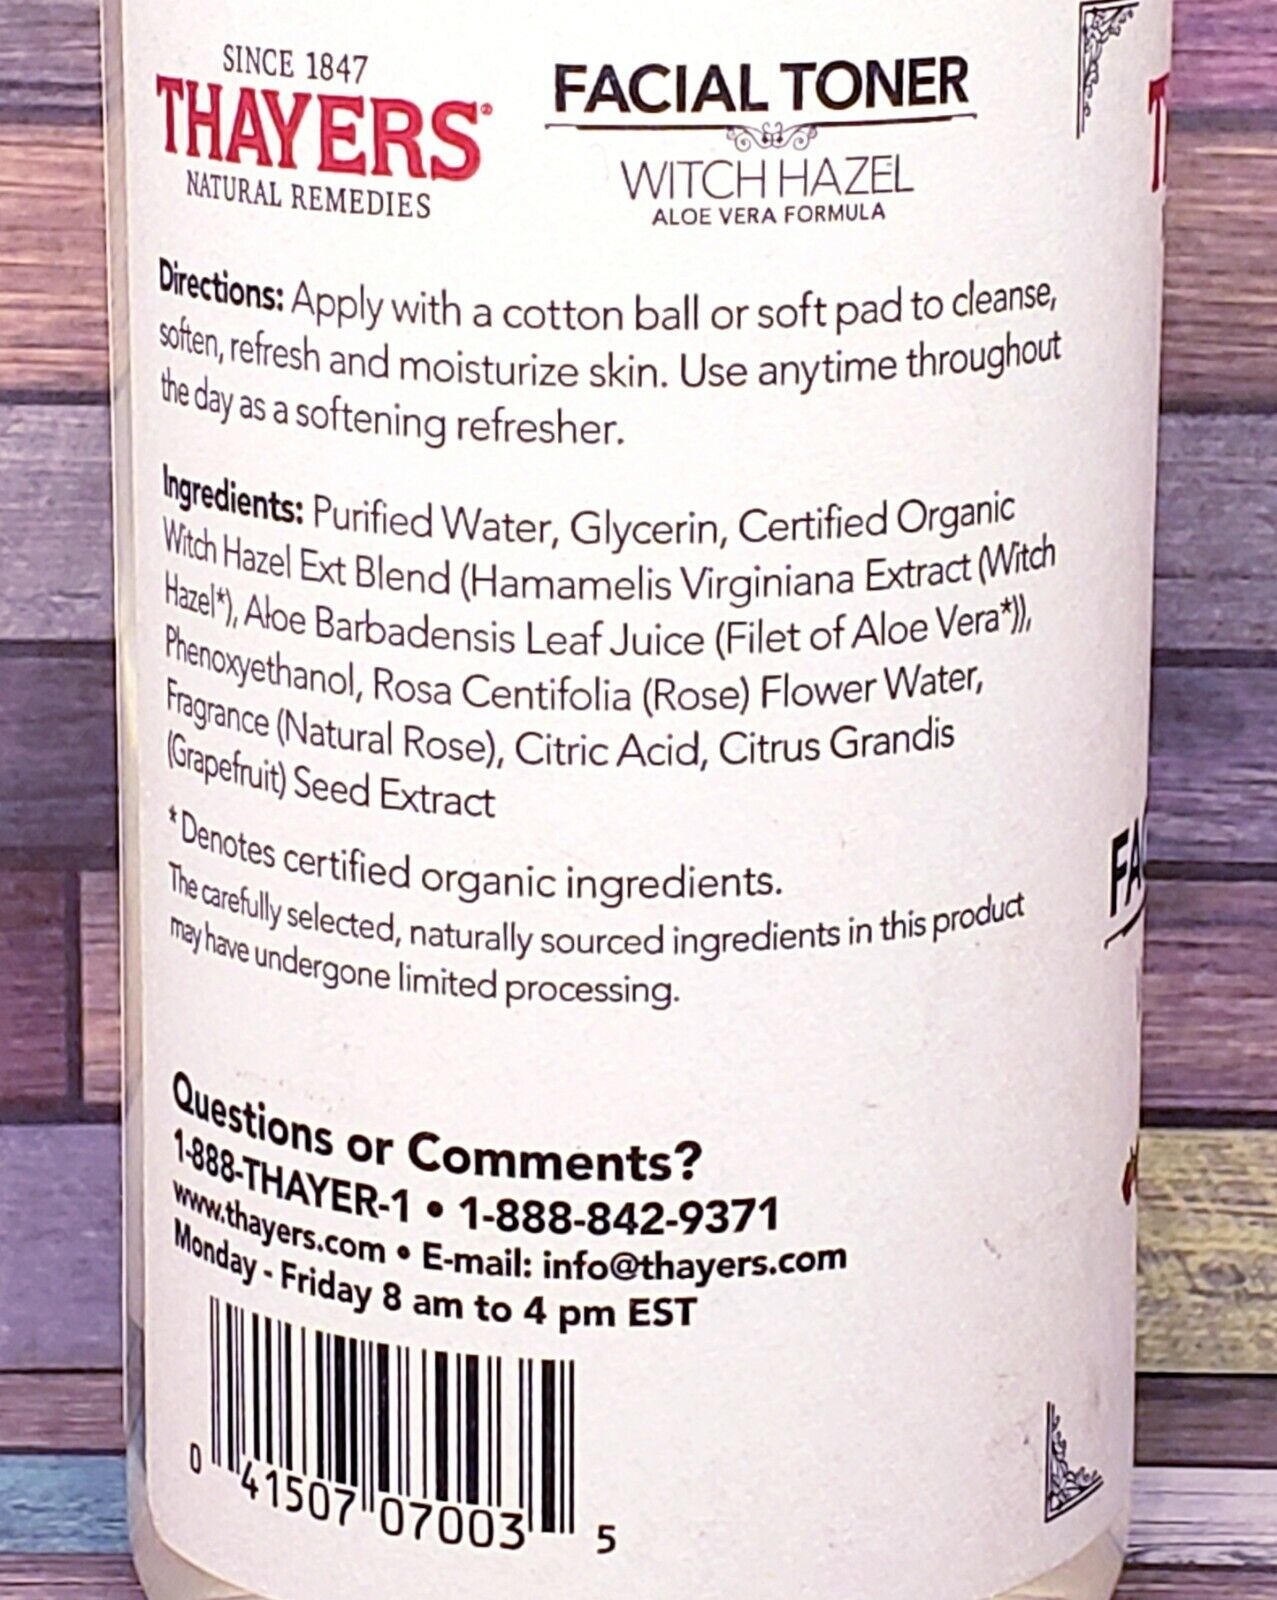 SINCE 1847
THAYERS®
NATURAL REMEDIES
FACIAL TONER
WITCH HAZEL
ALOE VERA FORMULA
Directions: Apply with a cotton ball or soft pad to cleanse,
soften, refresh and moisturize skin. Use anytime throughout
the day as a softening refresher.
Ingredients: Purified Water, Glycerin, Certified Organic
Witch Hazel Ext Blend (Hamamelis Virginiana Extract (Witch
Hazel*), Aloe Barbadensis Leaf Juice (Filet of Aloe Vera*)),
Phenoxyethanol, Rosa Centifolia (Rose) Flower Water,
Fragrance (Natural Rose), Citric Acid, Citrus Grandis
(Grapefruit) Seed Extract
*Denotes certified organic ingredients.
The carefully selected, naturally sourced ingredients in this product
may have undergone limited processing.
Questions or Comments?
1-888-THAYER-1 • 1-888-842-9371
www.thayers.com • E-mail: info@thayers.com
Monday - Friday 8 am to 4 pm EST
0 41507 07003 5
FA